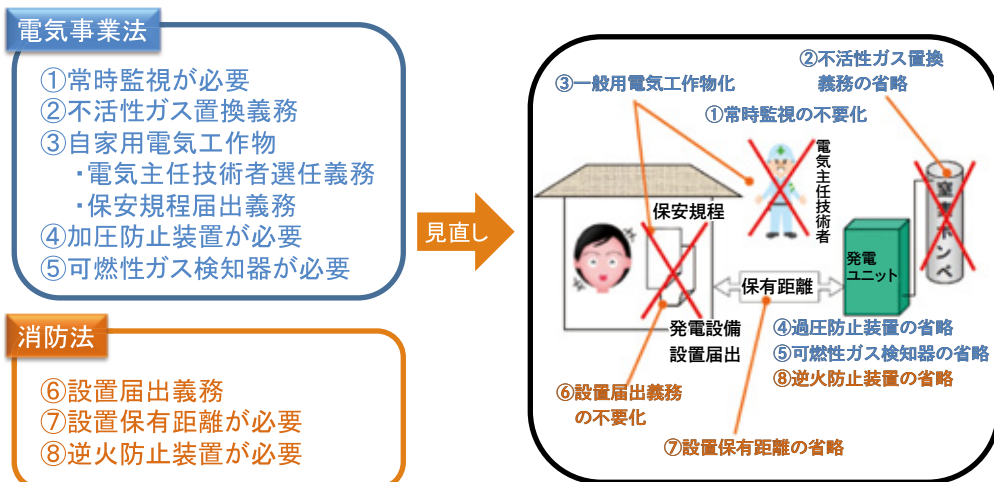 電気事業法
①常時監視が必要
②不活性ガス置換義務
③自家用電気工作物
・電気主任技術者選任義務
・保安規程届出義務
④加圧防止装置が必要
⑤可燃性ガス検知器が必要
消防法
⑥設置届出義務
⑦設置保有距離が必要
⑧逆火防止装置が必要
見直し
②不活性ガス置換
義務の省略
③一般用電気工作物化
①常時監視の不要化
電気主任技術者
窒素ボンベ
保安規程
発電
ユニット
保有距離
発電設備
設置届出
④過圧防止装置の省略
⑤可燃性ガス検知器の省略
⑧逆火防止装置の省略
⑥設置届出義務
の不要化
⑦設置保有距離の省略